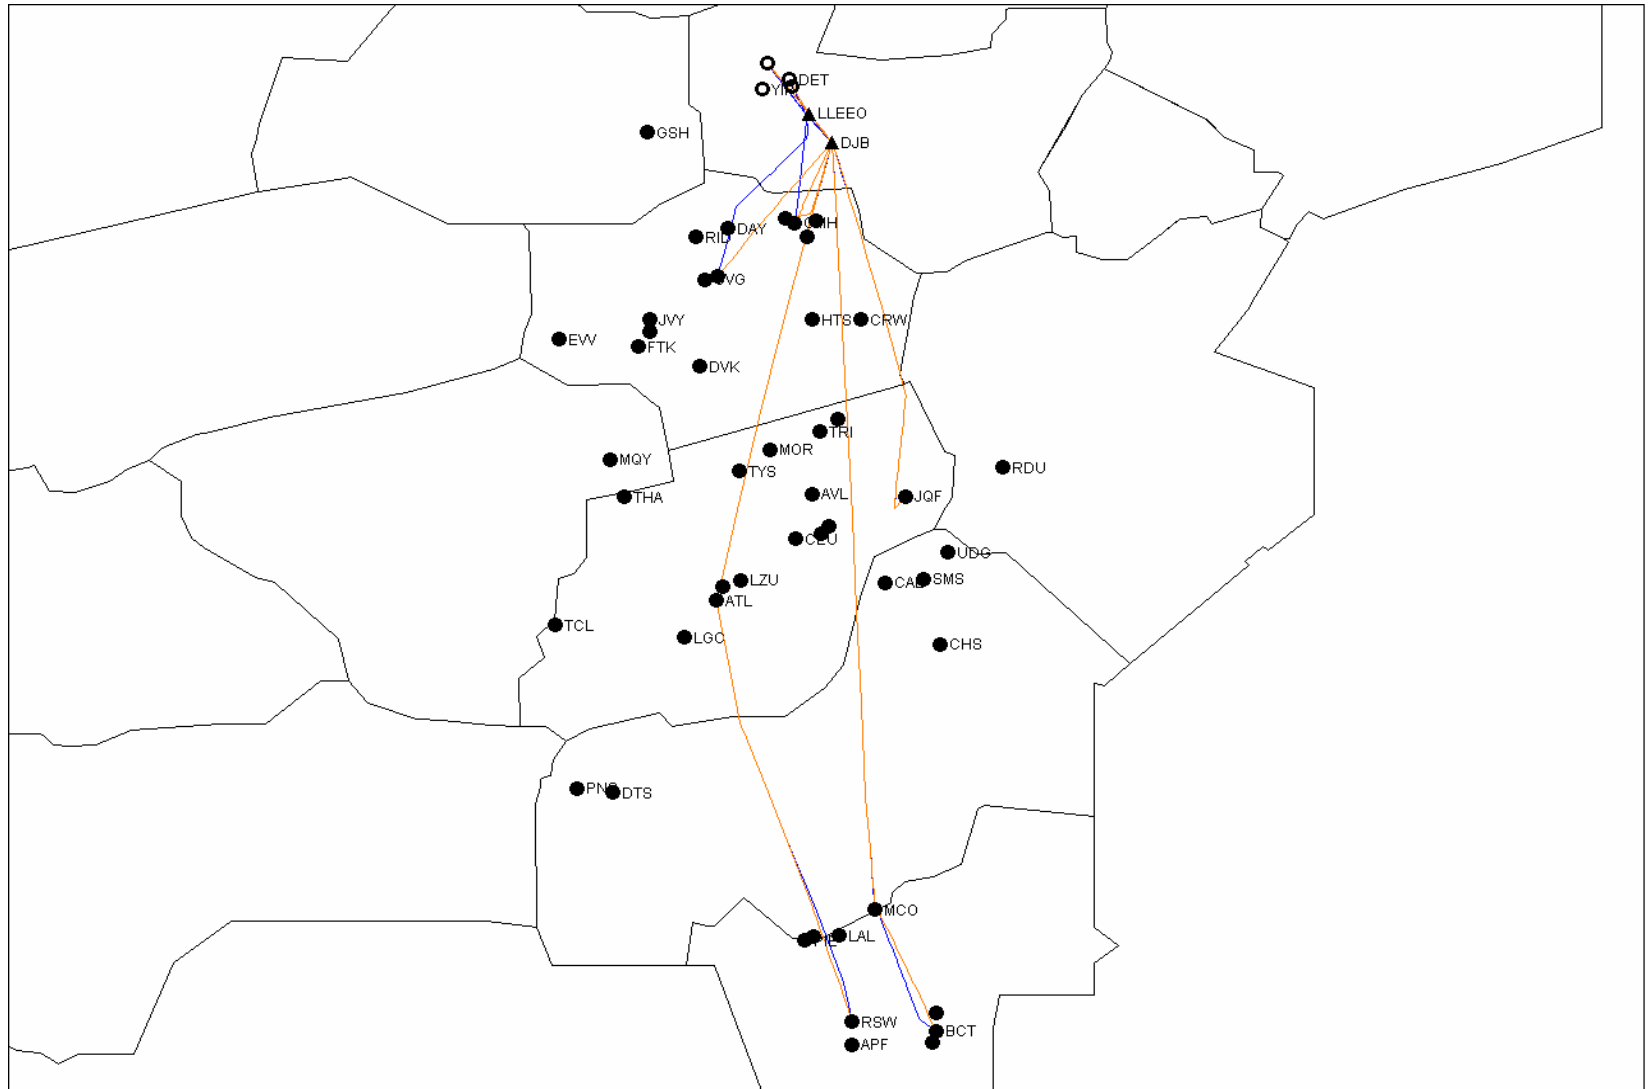 DET
LLEEO
GSH
DJB
DAY
CMH
RID
CVG
JVY
HTS
CRW
EVV
FTK
DVK
TRI
MOR
MQY
TYS
RDU
THA
AVL
JQF
CEU
UDG
LZU
CAE
SMS
ATL
TCL
LGC
CHS
PNS
DTS
MCO
LAL
RSW
BCT
APF